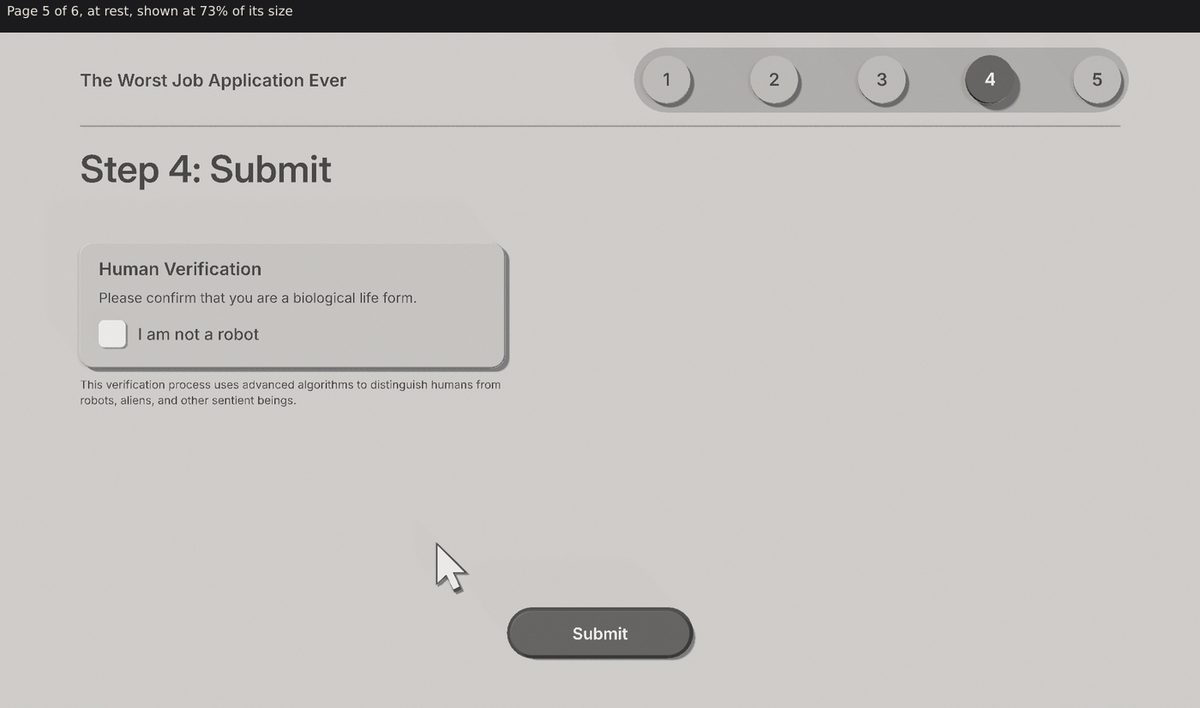 Page 5 of 6, at rest, shown at 73% of its size
The Worst Job Application Ever
1 2 3 4 5
Step 4: Submit
Human Verification
Please confirm that you are a biological life form.
I am not a robot
This verification process uses advanced algorithms to distinguish humans from
robots, aliens, and other sentient beings.
Submit